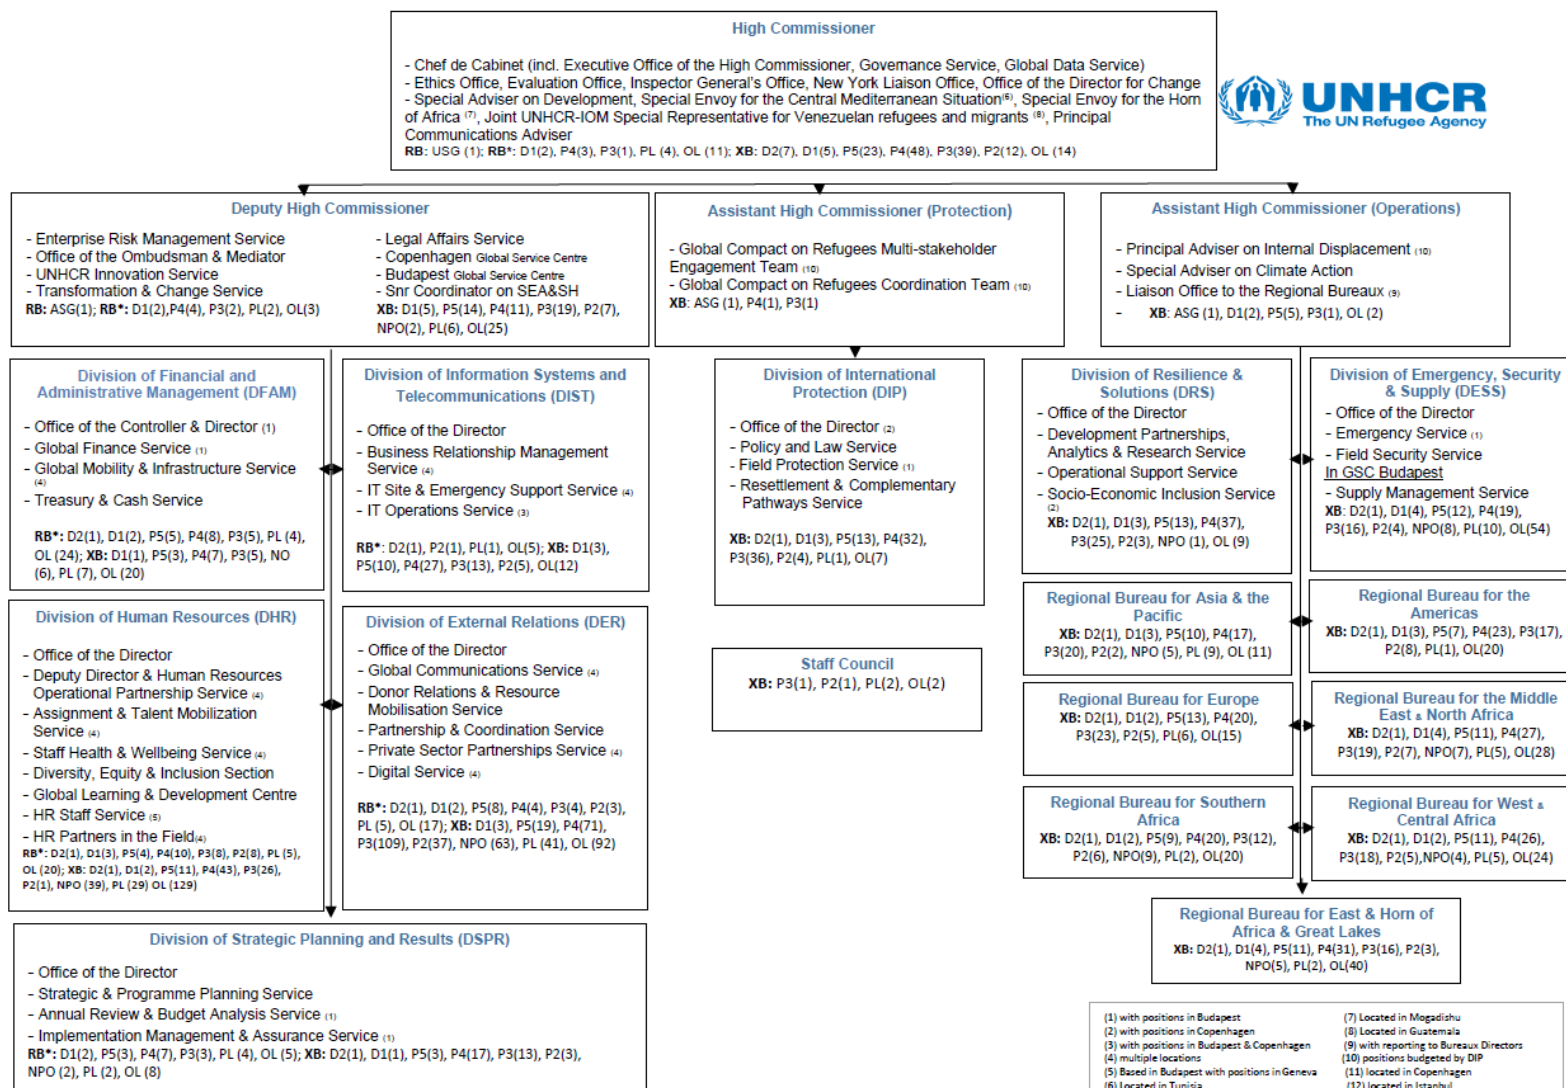 High Commissioner
- Chef de Cabinet (incl. Executive Office of the High Commissioner, Governance Service, Global Data Service)
- Ethics Office, Evaluation Office, Inspector General's Office, New York Liaison Office, Office of the Director for Change
- Special Adviser on Development, Special Envoy for the Central Mediterranean Situation(6), Special Envoy for the Horn
of Africa (7), Joint UNHCR-IOM Special Representative for Venezuelan refugees and migrants (8), Principal
Communications Adviser
RB: USG (1); RB*: D1(2), P4(3), P3(1), PL (4), OL (11); XB: D2(7), D1(5), P5(23), P4(48), P3(39), P2(12), OL (14)
UNHCR
The UN Refugee Agency
Deputy High Commissioner
- Enterprise Risk Management Service
- Office of the Ombudsman & Mediator
- UNHCR Innovation Service
- Transformation & Change Service
RB: ASG(1); RB*: D1(2),P4(4), P3(2), PL(2), OL(3)
- Legal Affairs Service
- Copenhagen Global Service Centre
- Budapest Global Service Centre
- Snr Coordinator on SEA&SH
XB: D1(5), P5(14), P4(11), P3(19), P2(7),
NPO(2), PL(6), OL(25)
Assistant High Commissioner (Protection)
- Global Compact on Refugees Multi-stakeholder
Engagement Team (10)
- Global Compact on Refugees Coordination Team (10)
XB: ASG (1), P4(1), P3(1)
Assistant High Commissioner (Operations)
- Principal Adviser on Internal Displacement (10)
- Special Adviser on Climate Action
- Liaison Office to the Regional Bureaux (9)
- XB: ASG (1), D1(2), P5(5), P3(1), OL (2)
Division of Financial and
Administrative Management (DFAM)
- Office of the Controller & Director (1)
- Global Finance Service (1)
- Global Mobility & Infrastructure Service
(4)
- Treasury & Cash Service
RB*: D2(1), D1(2), P5(5), P4(8), P3(5), PL (4),
OL (24); XB: D1(1), P5(3), P4(7), P3(5), NO
(6), PL (7), OL (20)
Division of Information Systems and
Telecommunications (DIST)
- Office of the Director
- Business Relationship Management
Service (4)
- IT Site & Emergency Support Service (4)
- IT Operations Service (3)
RB*: D2(1), P2(1), PL(1), OL(5); XB: D1(3),
P5(10), P4(27), P3(13), P2(5), OL(12)
Division of International
Protection (DIP)
- Office of the Director (2)
- Policy and Law Service
- Field Protection Service (1)
- Resettlement & Complementary
Pathways Service
XB: D2(1), D1(3), P5(13), P4(32),
P3(36), P2(4), PL(1), OL(7)
Division of Resilience &
Solutions (DRS)
- Office of the Director
- Development Partnerships,
Analytics & Research Service
- Operational Support Service
- Socio-Economic Inclusion Service
(2)
XB: D2(1), D1(3), P5(13), P4(37),
P3(25), P2(3), NPO (1), OL (9)
Division of Emergency, Security
& Supply (DESS)
- Office of the Director
- Emergency Service (1)
- Field Security Service
In GSC Budapest
- Supply Management Service
XB: D2(1), D1(4), P5(12), P4(19),
P3(16), P2(4), NPO(8), PL(10), OL(54)
Division of Human Resources (DHR)
- Office of the Director
- Deputy Director & Human Resources
Operational Partnership Service (4)
- Assignment & Talent Mobilization
Service (4)
- Staff Health & Wellbeing Service (4)
- Diversity, Equity & Inclusion Section
- Global Learning & Development Centre
- HR Staff Service (5)
- HR Partners in the Field(4)
RB*: D2(1), D1(3), P5(4), P4(10), P3(8), P2(8), PL (5),
OL (20); XB: D2(1), D1(2), P5(11), P4(43), P3(26),
P2(1), NPO (39), PL (29) OL (129)
Division of External Relations (DER)
- Office of the Director
- Global Communications Service (4)
- Donor Relations & Resource
Mobilisation Service
- Partnership & Coordination Service
- Private Sector Partnerships Service (4)
- Digital Service (4)
RB*: D2(1), D1(2), P5(8), P4(4), P3(4), P2(3),
PL (5), OL (17); XB: D1(3), P5(19), P4(71),
P3(109), P2(37), NPO (63), PL (41), OL (92)
Staff Council
XB: P3(1), P2(1), PL(2), OL(2)
Regional Bureau for Asia & the
Pacific
XB: D2(1), D1(3), P5(10), P4(17),
P3(20), P2(2), NPO (5), PL (9), OL (11)
Regional Bureau for the
Americas
XB: D2(1), D1(3), P5(7), P4(23), P3(17),
P2(8), PL(1), OL(20)
Regional Bureau for Europe
XB: D2(1), D1(2), P5(13), P4(20),
P3(23), P2(5), PL(6), OL(15)
Regional Bureau for the Middle
East & North Africa
XB: D2(1), D1(4), P5(11), P4(27),
P3(19), P2(7), NPO(7), PL(5), OL(28)
Regional Bureau for Southern
Africa
XB: D2(1), D1(2), P5(9), P4(20), P3(12),
P2(6), NPO(9), PL(2), OL(20)
Regional Bureau for West &
Central Africa
XB: D2(1), D1(2), P5(11), P4(26),
P3(18), P2(5),NPO(4), PL(5), OL(24)
Regional Bureau for East & Horn of
Africa & Great Lakes
XB: D2(1), D1(4), P5(11), P4(31), P3(16), P2(3),
NPO(5), PL(2), OL(40)
Division of Strategic Planning and Results (DSPR)
- Office of the Director
- Strategic & Programme Planning Service
- Annual Review & Budget Analysis Service (1)
- Implementation Management & Assurance Service (1)
RB*: D1(2), P5(3), P4(7), P3(3), PL (4), OL (5); XB: D2(1), D1(1), P5(3), P4(17), P3(13), P2(3),
NPO (2), PL (2), OL (8)
(1) with positions in Budapest
(2) with positions in Copenhagen
(3) with positions in Budapest & Copenhagen
(4) multiple locations
(5) Based in Budapest with positions in Geneva
(6) Located in Tunisia
(7) Located in Mogadishu
(8) Located in Guatemala
(9) with reporting to Bureaux Directors
(10) positions budgeted by DIP
(11) located in Copenhagen
(12) located in Istanbul